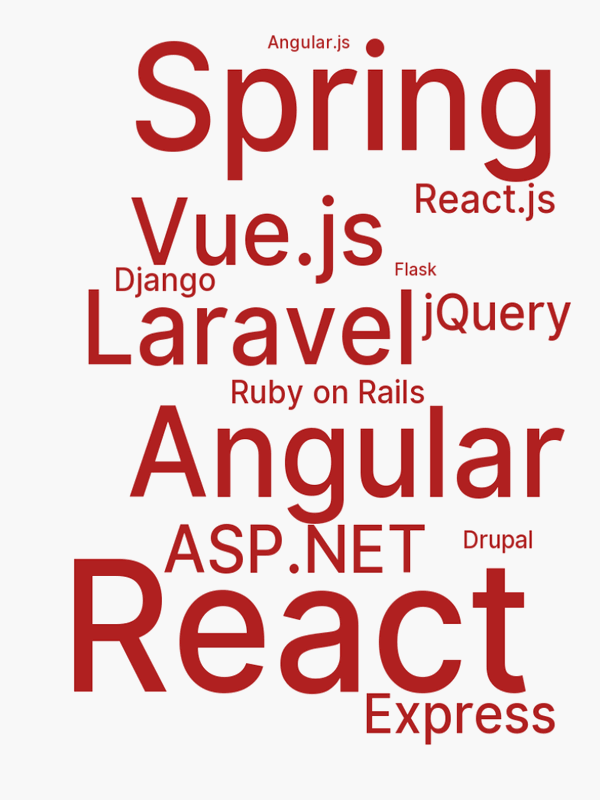 Angular.js
Spring
React.js
Vue.js
Flask
Django
jQuery
Laravel
Ruby on Rails
Angular
ASP.NET
Drupal
React
Express